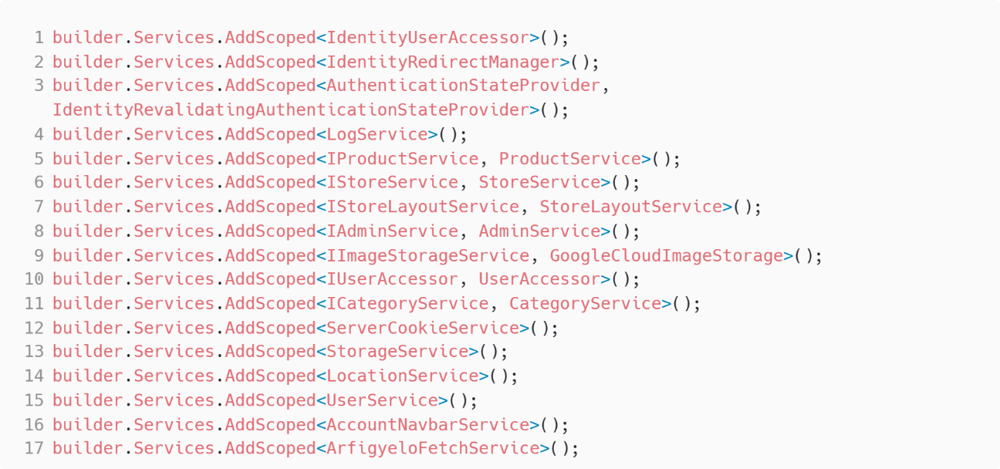 1 builder.Services.AddScoped<IdentityUserAccessor>();
2 builder.Services.AddScoped<IdentityRedirectManager>();
3 builder.Services.AddScoped<AuthenticationStateProvider,
IdentityRevalidatingAuthenticationStateProvider>();
4 builder.Services.AddScoped<LogService>();
5 builder.Services.AddScoped<IProductService, ProductService>();
6 builder.Services.AddScoped<IStoreService, StoreService>();
7 builder.Services.AddScoped<IStoreLayoutService, StoreLayoutService>();
8 builder.Services.AddScoped<IAdminService, AdminService>();
9 builder.Services.AddScoped<IImageStorageService, GoogleCloudImageStorage>();
10 builder.Services.AddScoped<IUserAccessor, UserAccessor>();
11 builder.Services.AddScoped<ICategoryService, CategoryService>();
12 builder.Services.AddScoped<ServerCookieService>();
13 builder.Services.AddScoped<StorageService>();
14 builder.Services.AddScoped<LocationService>();
15 builder.Services.AddScoped<UserService>();
16 builder.Services.AddScoped<AccountNavbarService>();
17 builder.Services.AddScoped<ArfigyeloFetchService>();